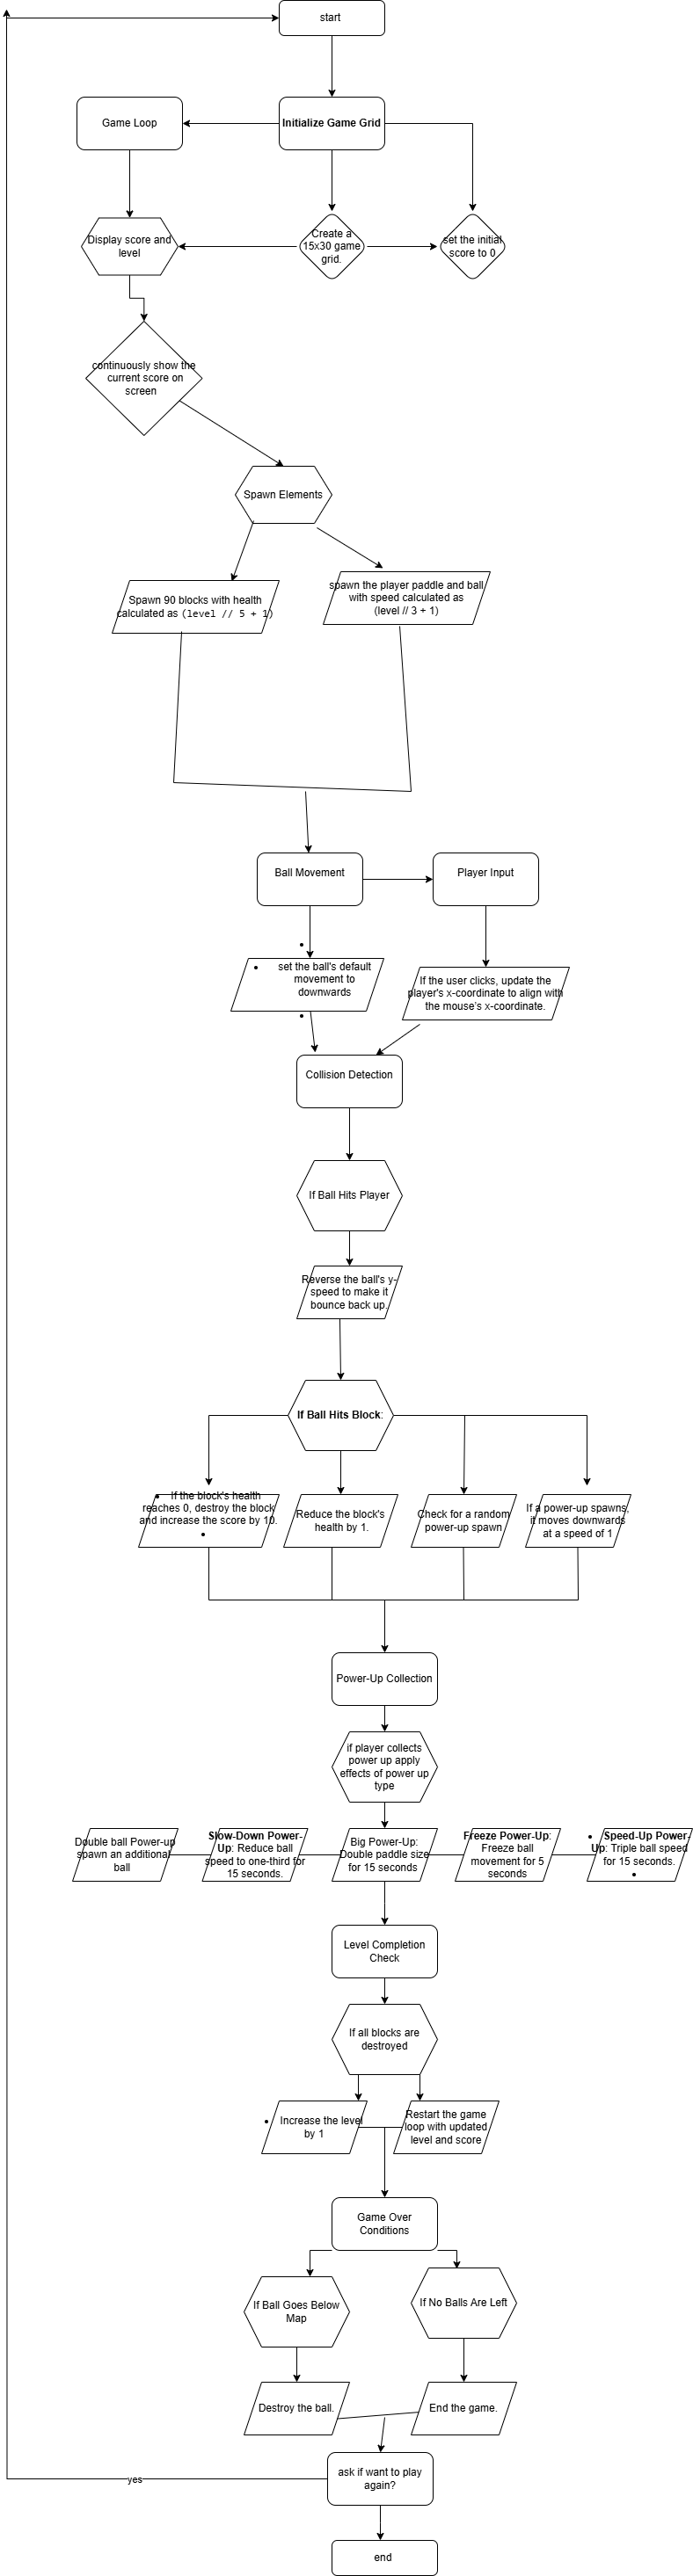 start
Game Loop
Initialize Game Grid
Display score and
level
Create a
15x30 game
grid.
set the initial
score to 0
continuously show the
current score on
screen
Spawn Elements
Spawn 90 blocks with health
calculated as (level // 5 + 1)
spawn the player paddle and ball
with speed calculated as
(level // 3 + 1)
Ball Movement
Player Input
• set the ball's default
movement to
downwards
If the user clicks, update the
player's x-coordinate to align with
the mouse's x-coordinate.
Collision Detection
If Ball Hits Player
Reverse the ball's y-
speed to make it
bounce back up.
If Ball Hits Block:
• If the block's health
reaches 0, destroy the block
and increase the score by 10.
Reduce the block's
health by 1.
Check for a random
power-up spawn
If a power-up spawns,
it moves downwards
at a speed of 1
Power-Up Collection
if player collects
power up apply
effects of power up
type
Double ball Power-up
spawn an additional
ball
Slow-Down Power-
Up: Reduce ball
speed to one-third for
15 seconds.
Big Power-Up:
Double paddle size
for 15 seconds
Freeze Power-Up:
Freeze ball
movement for 5
seconds
• Speed-Up Power-
Up: Triple ball speed
for 15 seconds.
Level Completion
Check
If all blocks are
destroyed
• Increase the level
by 1
Restart the game
loop with updated
level and score
Game Over
Conditions
If Ball Goes Below
Map
If No Balls Are Left
Destroy the ball.
End the game.
ask if want to play
again?
yes
end